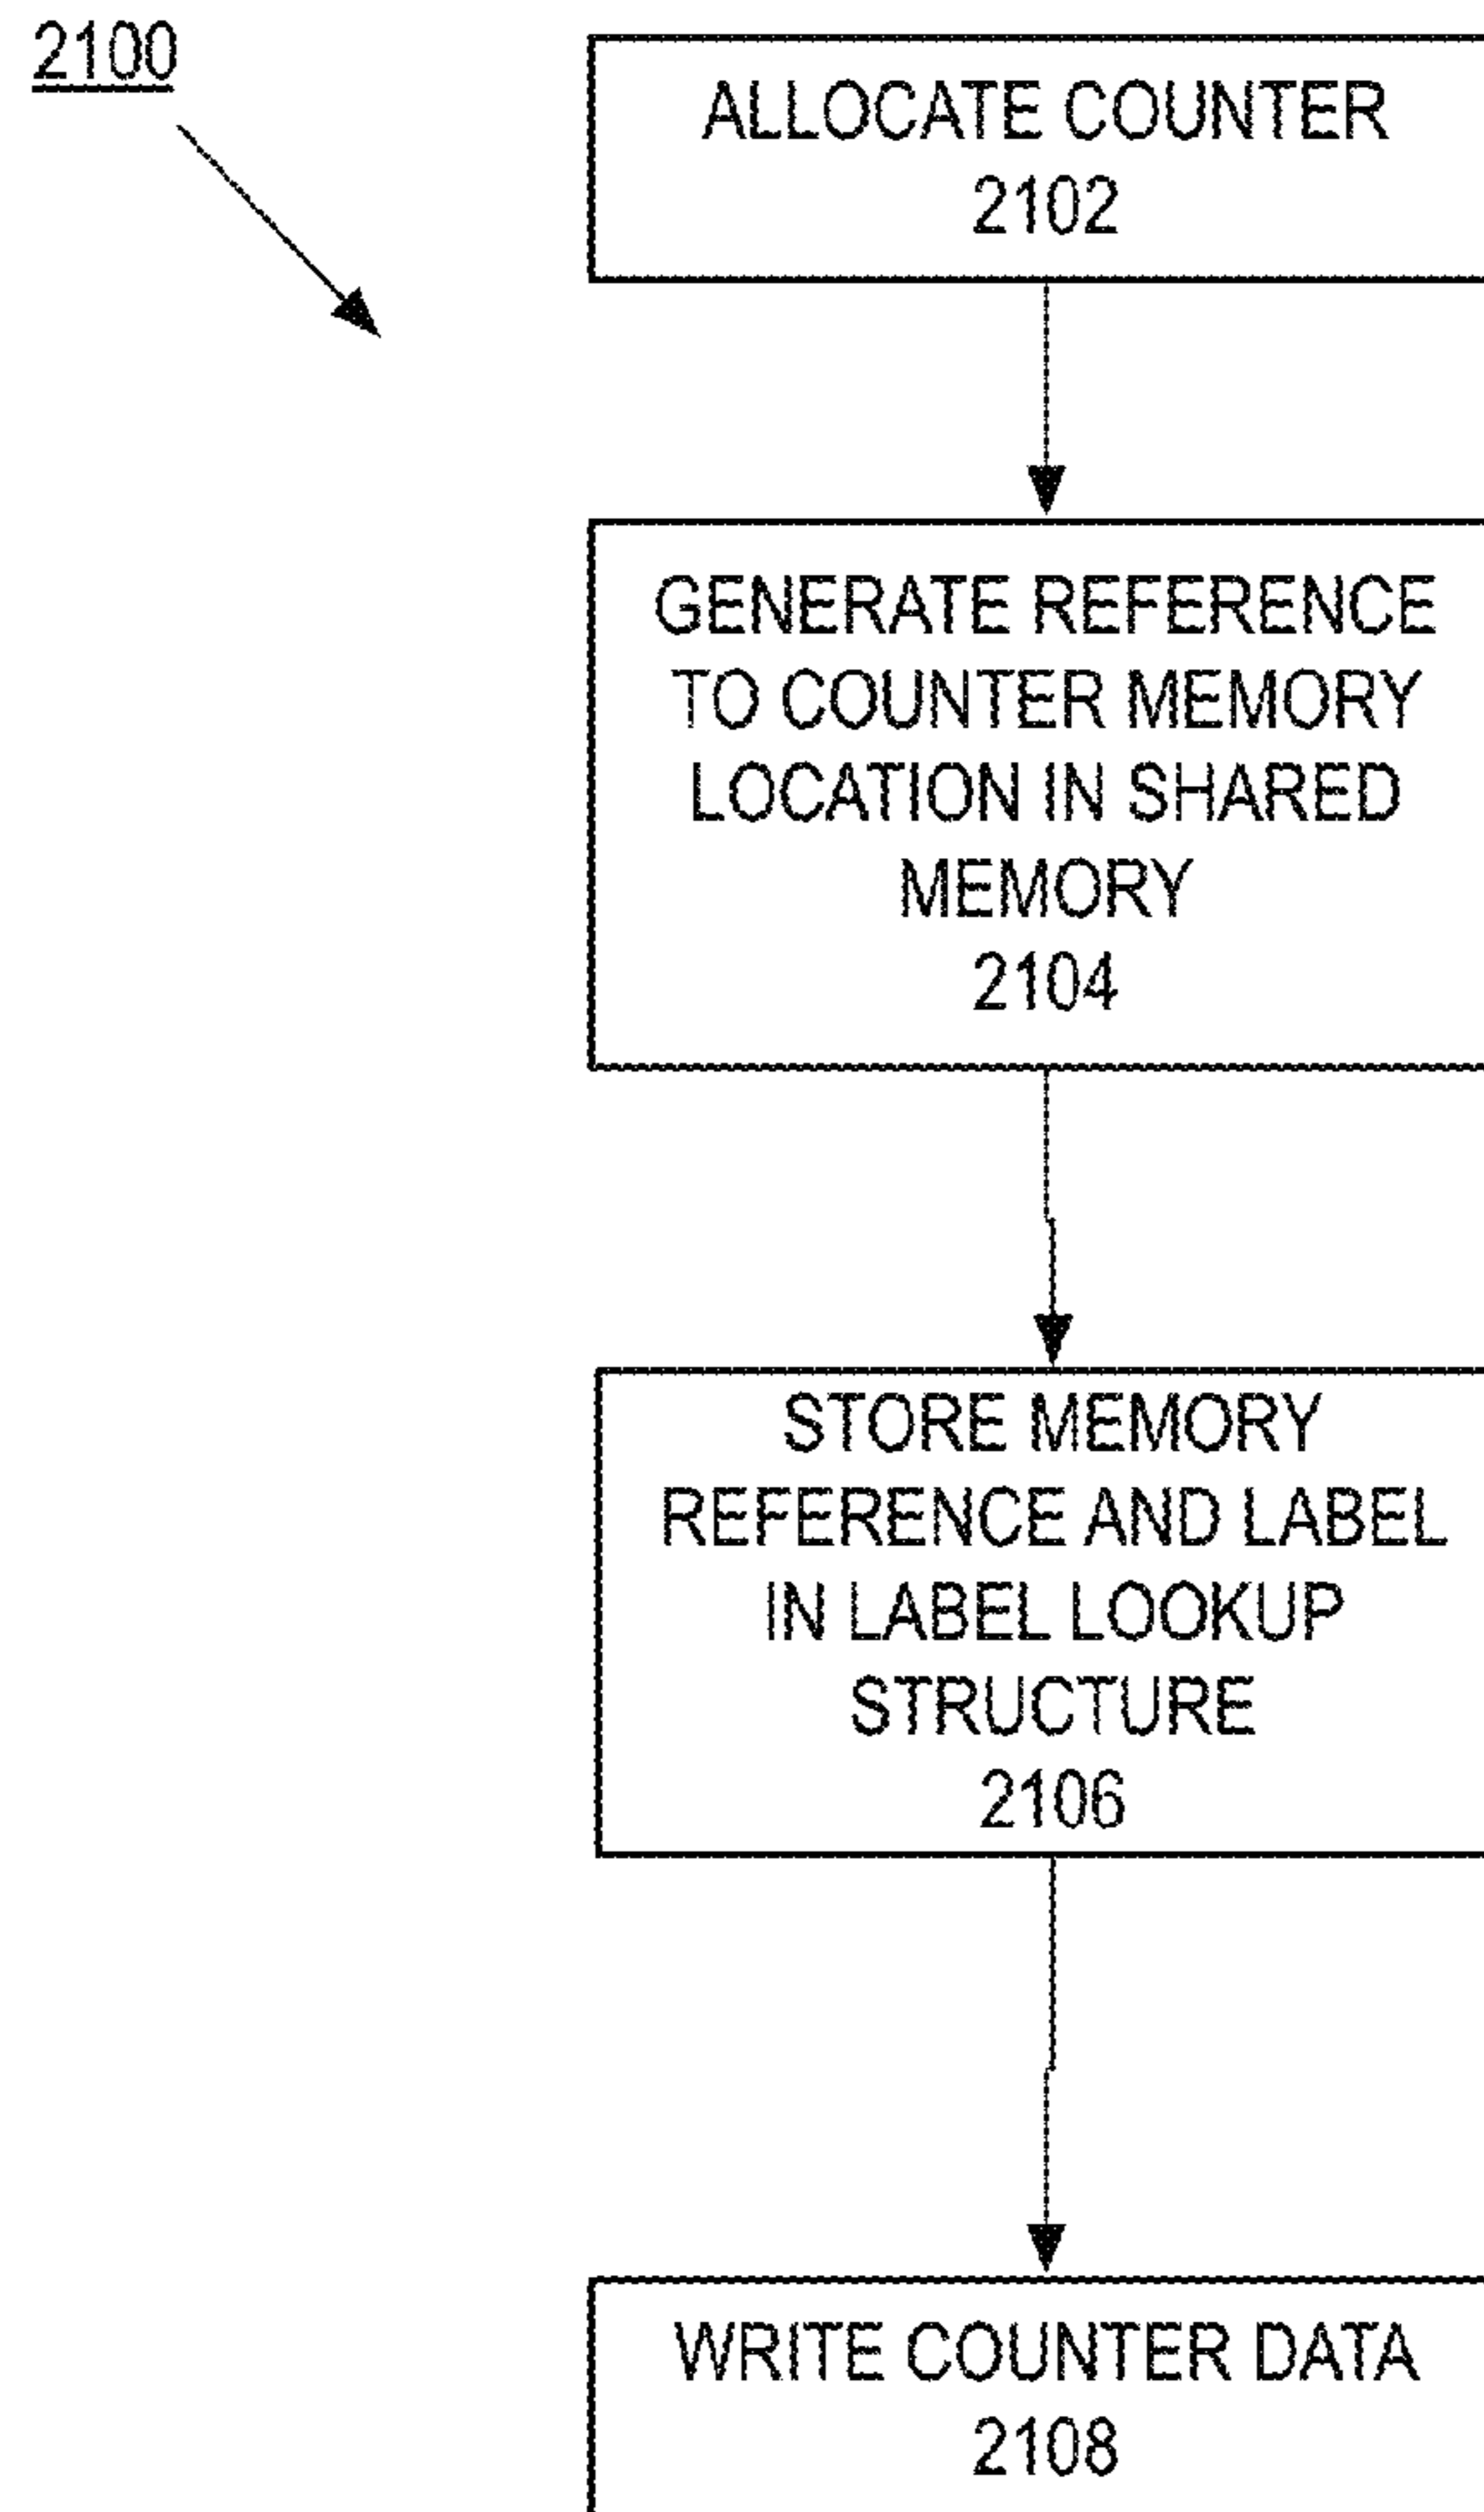 2100
ALLOCATE COUNTER
2102
GENERATE REFERENCE
TO COUNTER MEMORY
LOCATION IN SHARED
MEMORY
2104
STORE MEMORY
REFERENCE AND LABEL
IN LABEL LOOKUP
STRUCTURE
2106
WRITE COUNTER DATA
2108